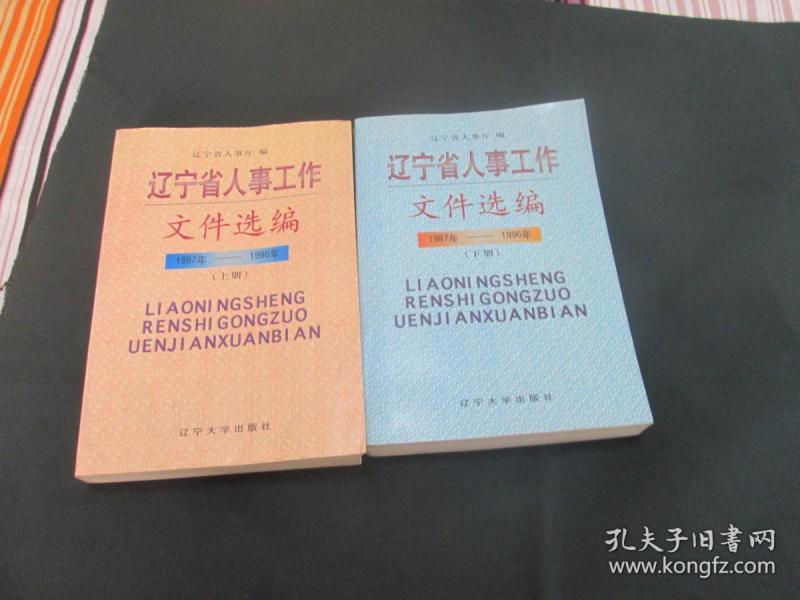 辽宁省人事厅 编
辽宁省人事工作
文件选编
1987年 —— 1996年
（上册）
LIAONINGSHENG
RENSHIGONGZUO
UENJIANXUANBIAN
辽宁大学出版社
辽宁省人事厅 编
辽宁省人事工作
文件选编
1987年 —— 1996年
（下册）
LIAONINGSHENG
RENSHIGONGZUO
UENJIANXUANBIAN
辽宁大学出版社
孔夫子旧书网
www.kongfz.com